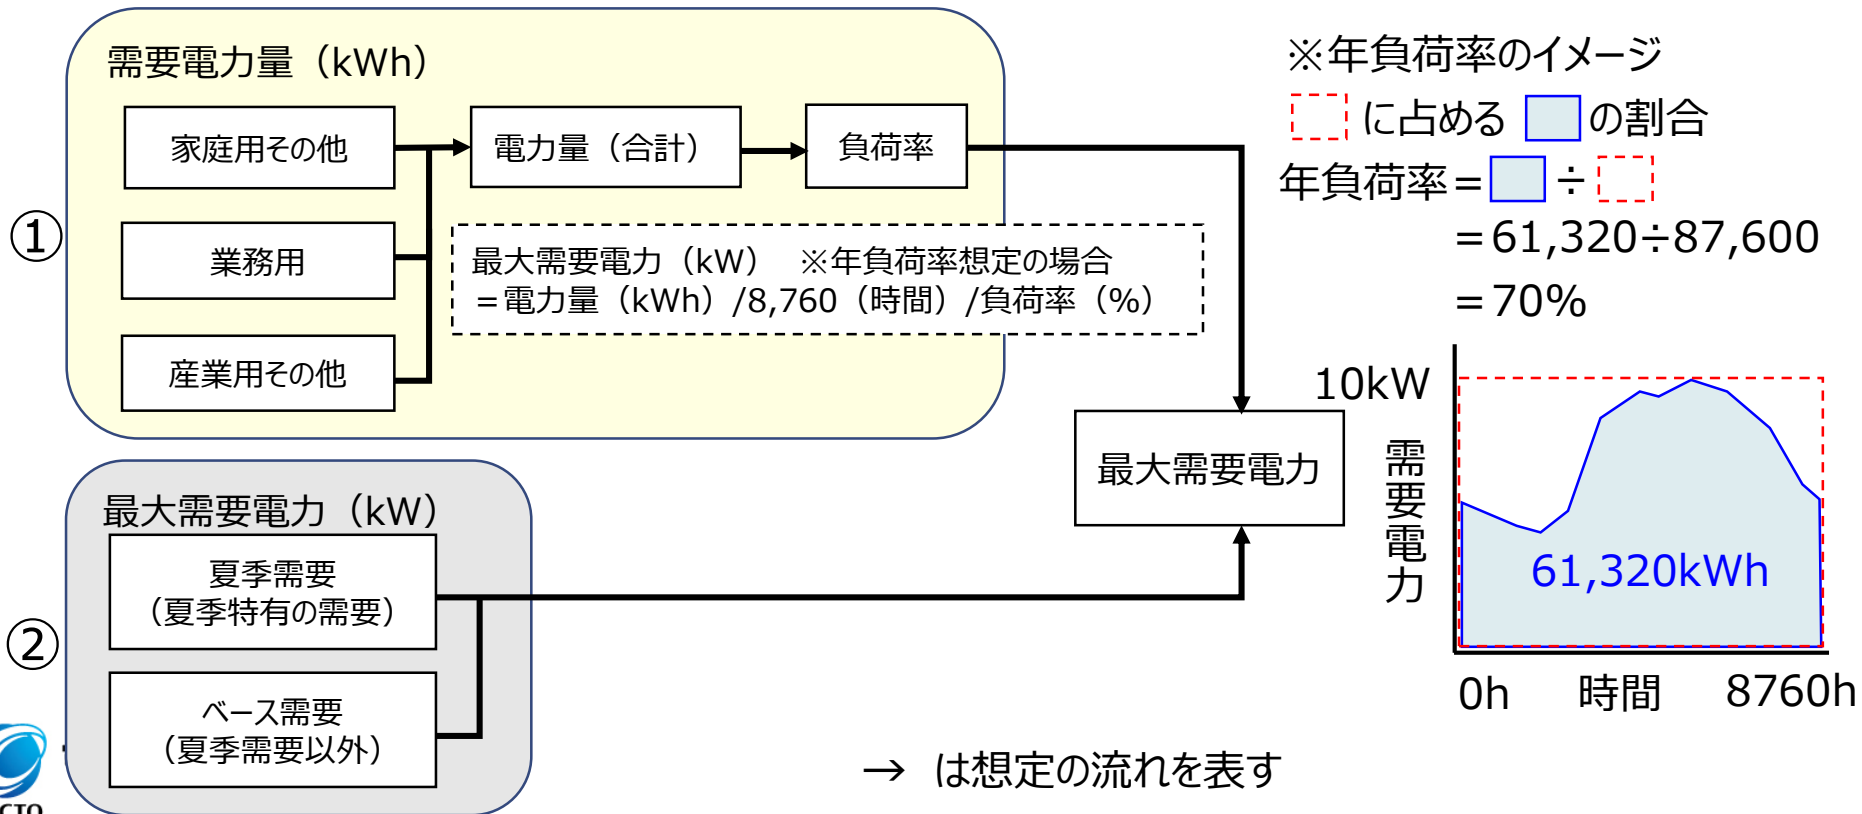 ①
需要電力量（kWh）
家庭用その他
業務用
産業用その他
電力量（合計）
負荷率
最大需要電力（kW）　※年負荷率想定の場合
＝電力量（kWh）/8,760（時間）/負荷率（%）
②
最大需要電力（kW）
夏季需要
（夏季特有の需要）
ベース需要
（夏季需要以外）
最大需要電力
→ は想定の流れを表す
※年負荷率のイメージ
に占める の割合
年負荷率＝ ÷
＝61,320÷87,600
＝70%
10kW
需要電力
61,320kWh
0h 時間 8760h